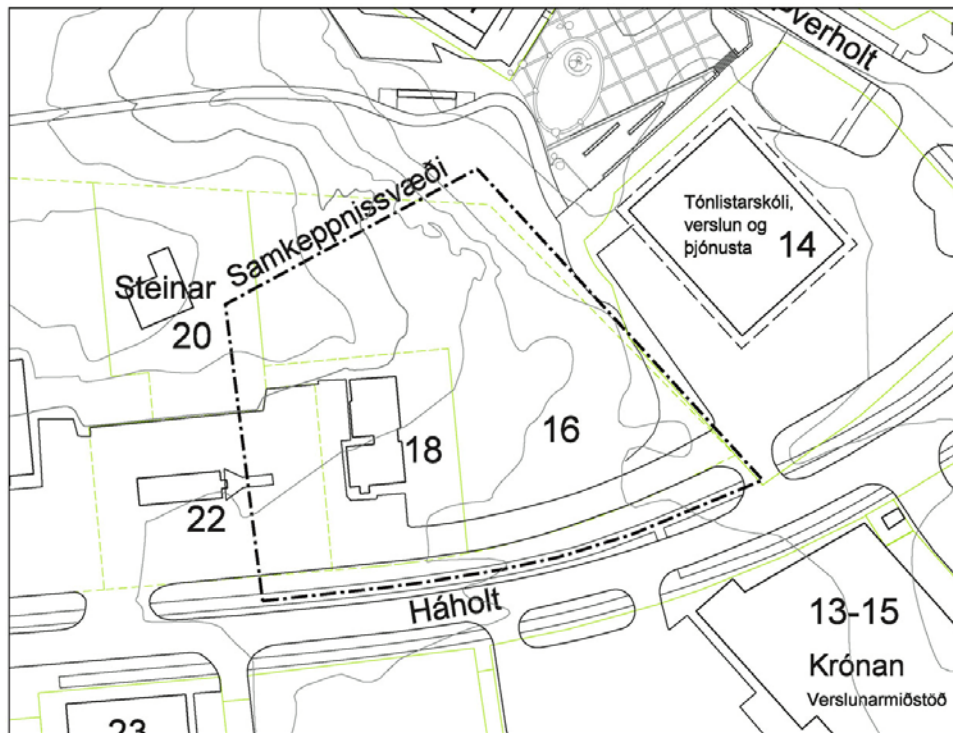 verholt
Samkeppnissvæði
Tónlistarskóli,
verslun og
þjónusta
14
Steinar
20
18
16
22
Háholt
13-15
Krónan
Verslunarmiðstöð
23